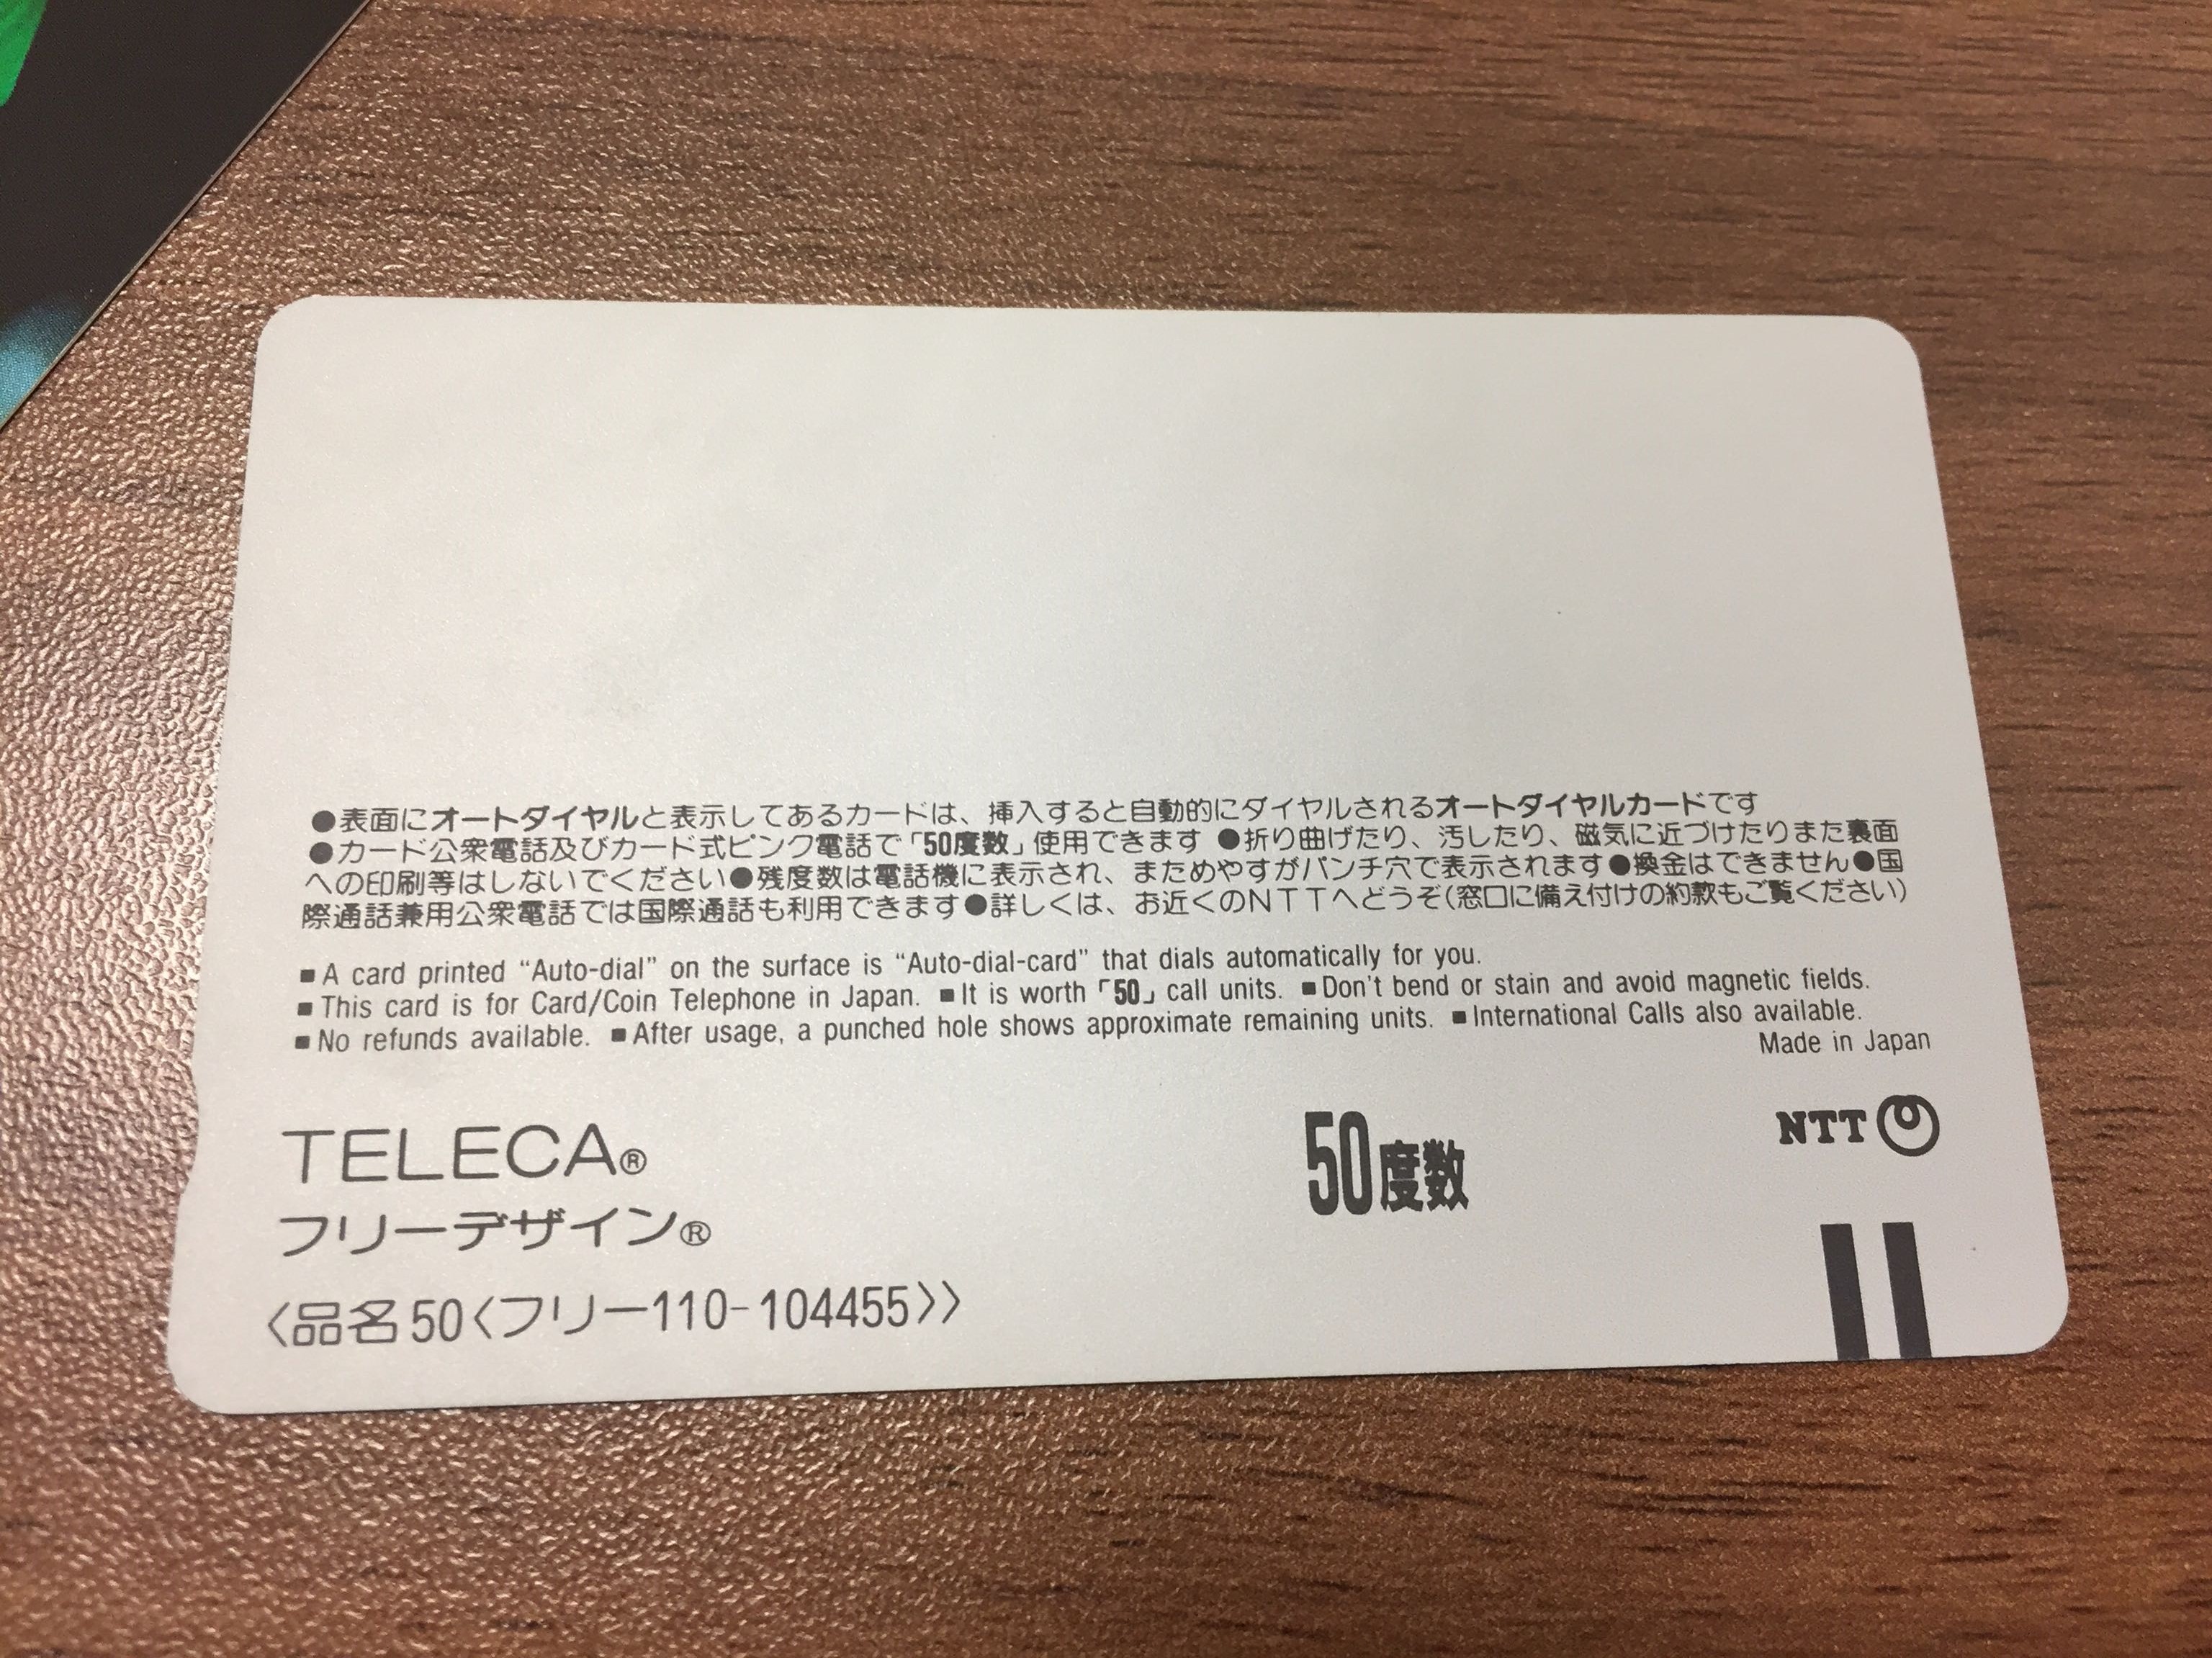 ●表面にオートダイヤルと表示してあるカードは、挿入すると自動的にダイヤルされるオートダイヤルカードです
●カード公衆電話及びカード式ピンク電話で「50度数」使用できます ●折り曲げたり、汚したり、磁気に近づけたりまた裏面
への印刷等はしないでください●残度数は電話機に表示され、まためやすがパンチ穴で表示されます●換金はできません●国
際通話兼用公衆電話では国際通話も利用できます●詳しくは、お近くのNTTへどうぞ(窓口に備え付けの約款もご覧ください)
■A card printed “Auto-dial” on the surface is “Auto-dial-card” that dials automatically for you.
■This card is for Card/Coin Telephone in Japan. ■It is worth「50」call units. ■Don't bend or stain and avoid magnetic fields.
■No refunds available. ■After usage, a punched hole shows approximate remaining units. ■International Calls also available.
Made in Japan
TELECA®
フリーデザイン®
〈品名50〈フリー110-104455〉〉
50度数
NTT